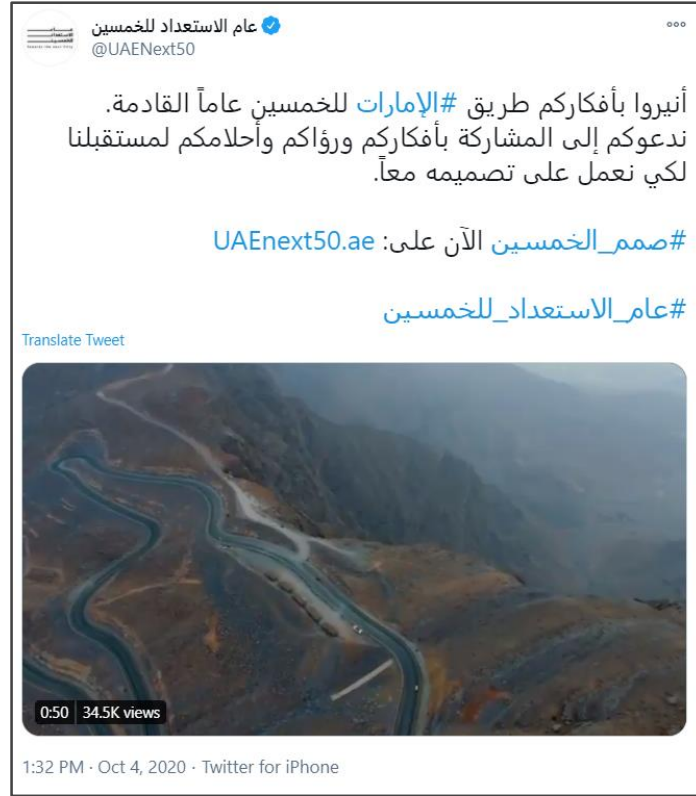 عام الاستعداد للخمسين
@UAENext50
أنيروا بأفكاركم طريق #الإمارات للخمسين عاماً القادمة.
ندعوكم إلى المشاركة بأفكاركم ورؤاكم وأحلامكم لمستقبلنا
لكي نعمل على تصميمه معاً.
#صمم_الخمسين الآن على: UAEnext50.ae
#عام_الاستعداد_للخمسين
Translate Tweet
0:50 34.5K views
1:32 PM · Oct 4, 2020 · Twitter for iPhone